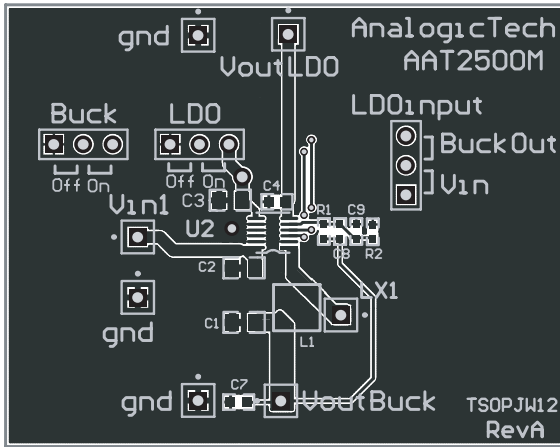 gnd
VoutLDO
AnalogicTech
AAT2500M
Buck
LDO
LDOinput
BuckOut
Vin
Off On
Off On
C3
C4
Vin1
U2
R1
C9
C8
R2
C2
LX1
gnd
C1
L1
C7
gnd
VoutBuck
TSOPJW12
RevA